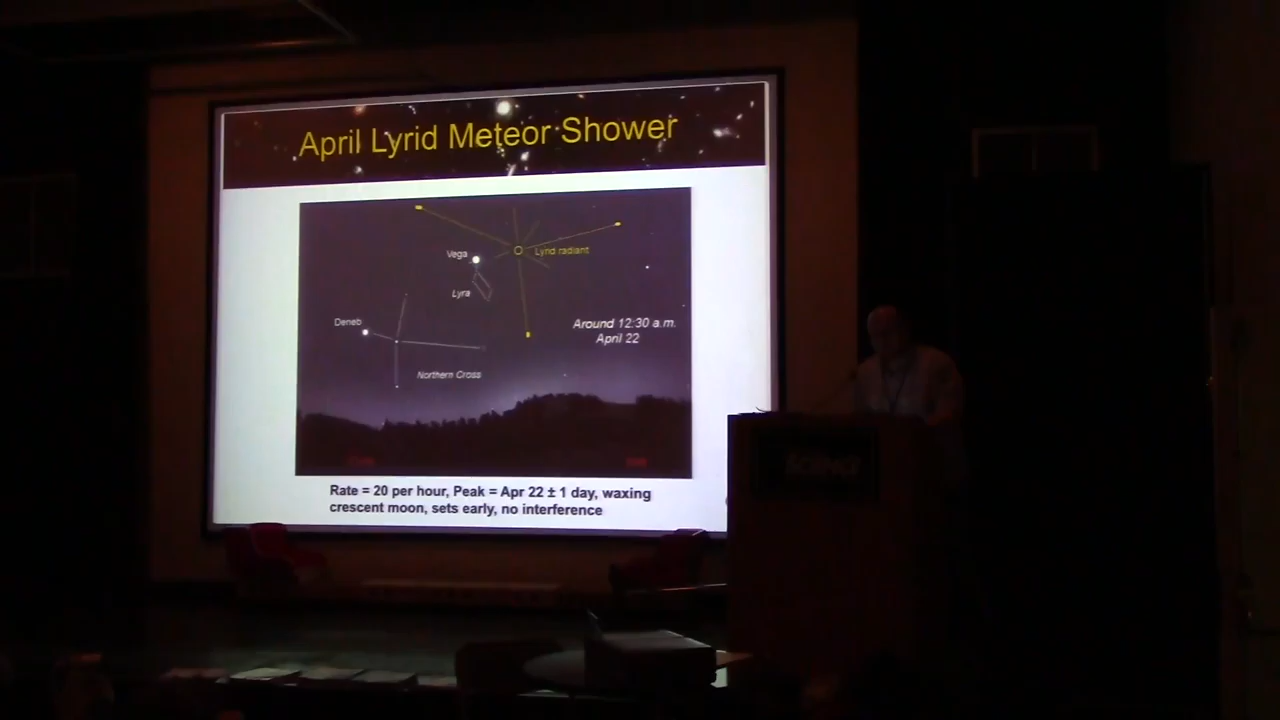 April Lyrid Meteor Shower
Vega
Lyrid radiant
Lyra
Deneb
Around 12:30 a.m.
April 22
Northern Cross
Rate = 20 per hour, Peak = Apr 22 ± 1 day, waxing
crescent moon, sets early, no interference